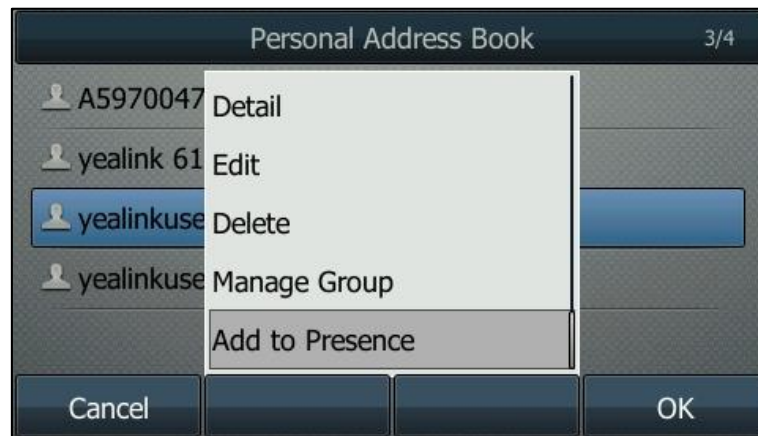 Personal Address Book 3/4
A5970047
Detail
yealink 61
Edit
yealinkuse
Delete
yealinkuse
Manage Group
Add to Presence
Cancel OK